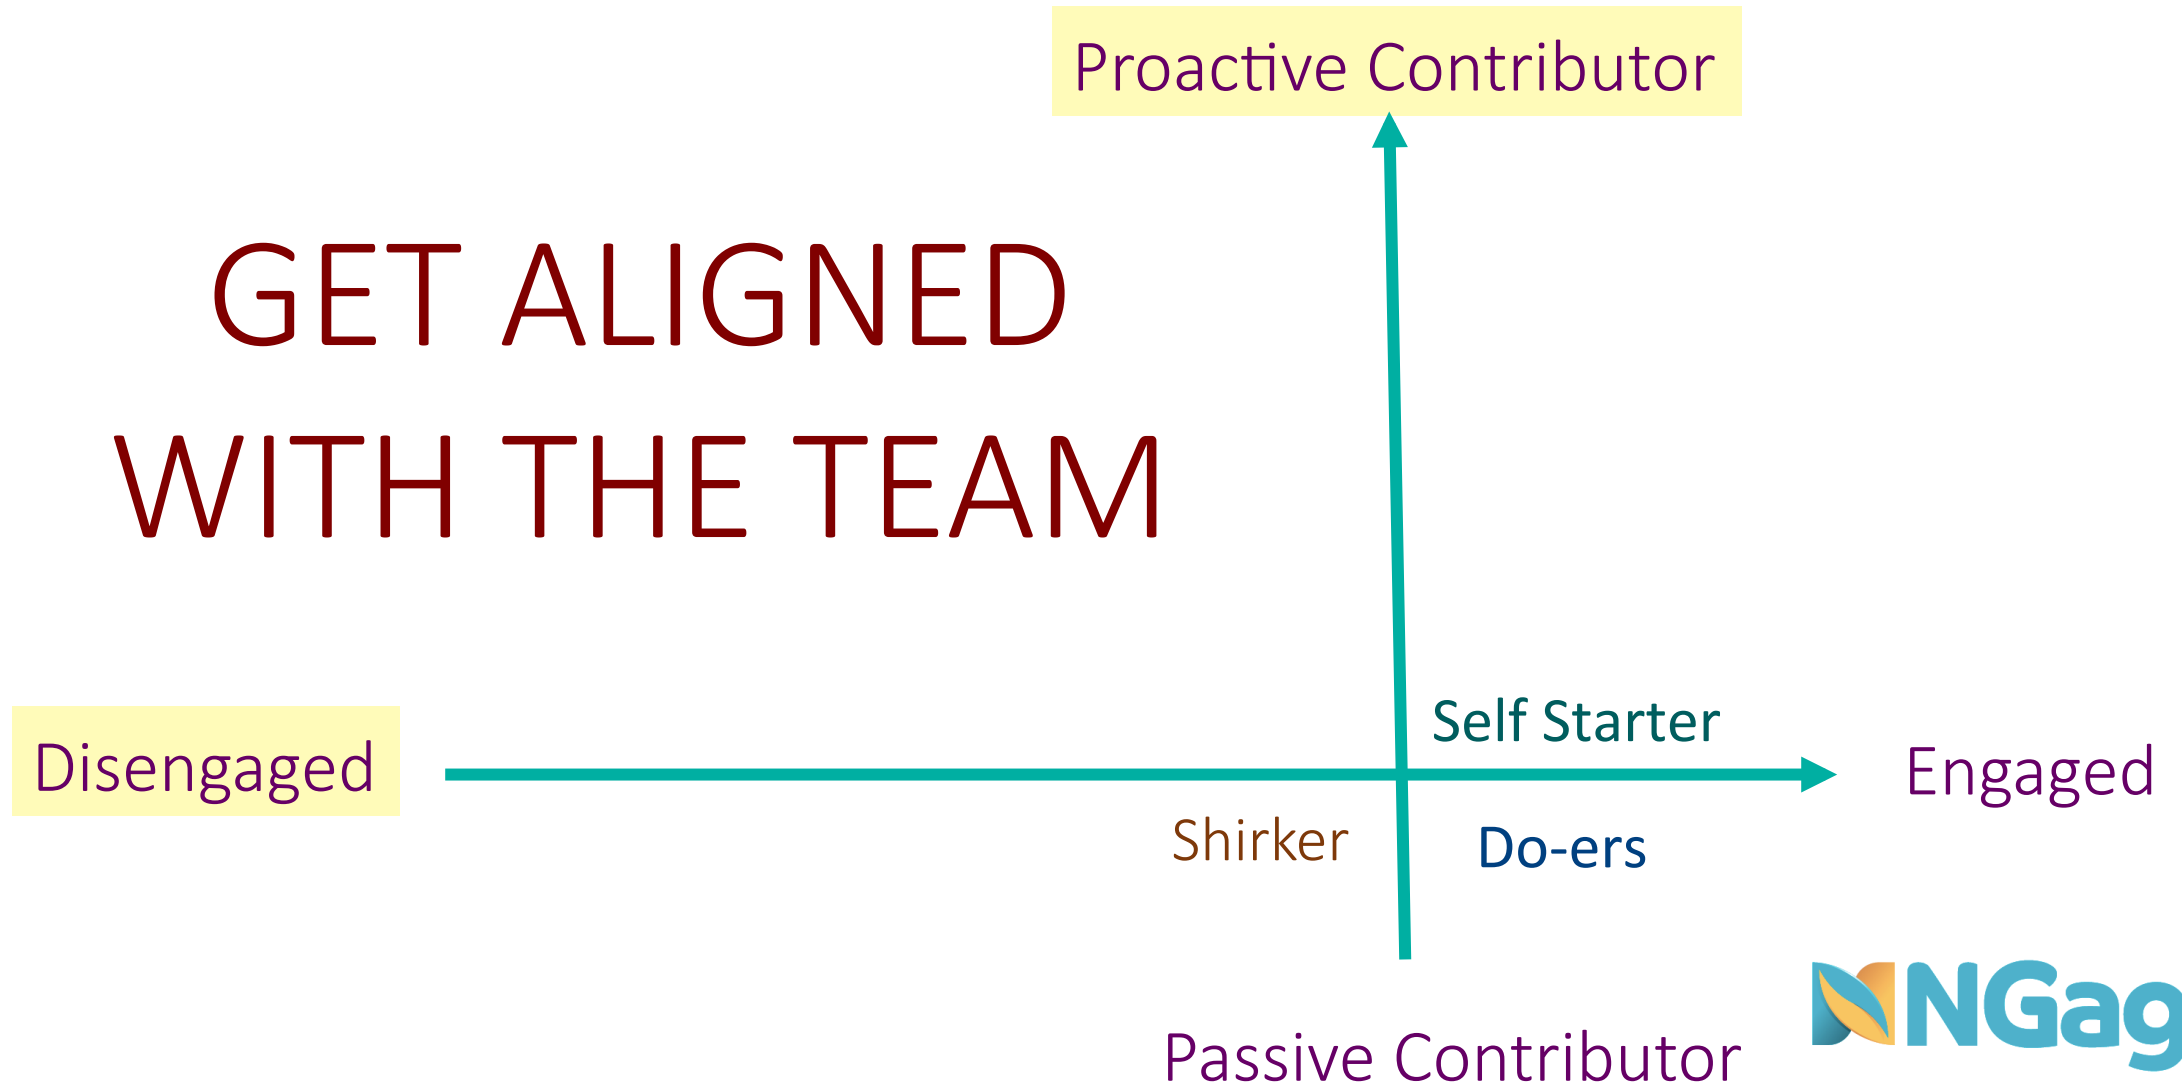 Proactive Contributor
GET ALIGNED
WITH THE TEAM
Self Starter
Disengaged
Engaged
Shirker
Do-ers
Passive Contributor
NGag